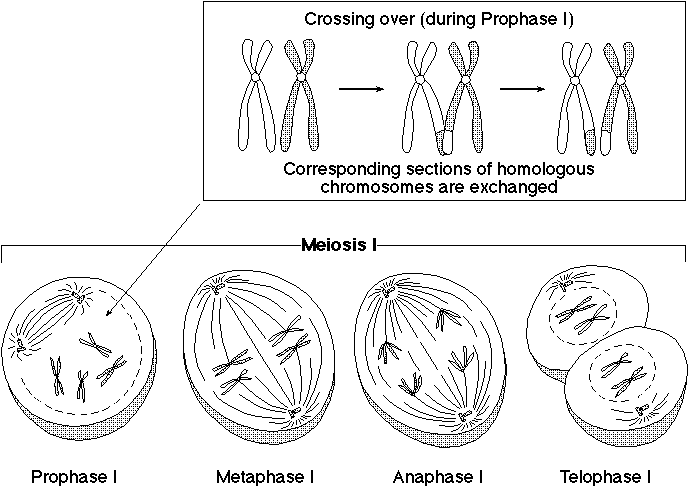 Crossing over (during Prophase I)
Corresponding sections of homologous
chromosomes are exchanged
Meiosis I
Prophase I
Metaphase I
Anaphase I
Telophase I